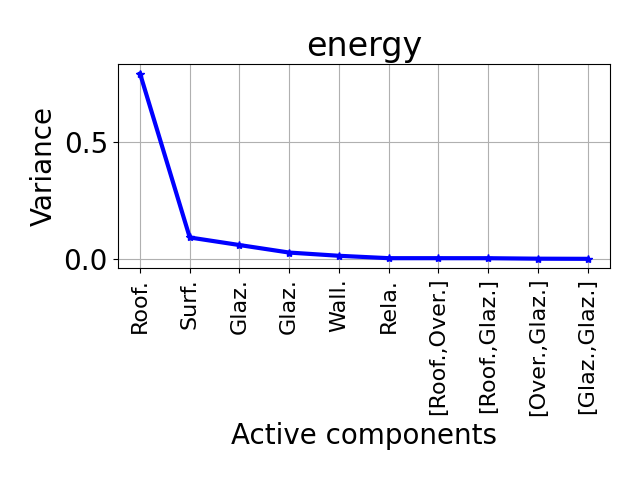 energy
Variance
0.5
0.0
Roof.
Surf.
Glaz.
Glaz.
Wall.
Rela.
[Roof.,Over.]
[Roof.,Glaz.]
[Over.,Glaz.]
[Glaz.,Glaz.]
Active components